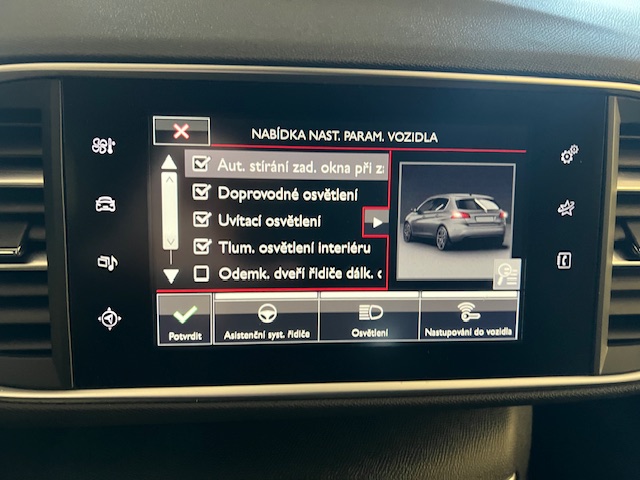 NABÍDKA NAST. PARAM. VOZIDLA
Aut. stírání zad. okna při
Doprovodné osvětlení
Uvítací osvětlení
Tlum. osvětlení interiéru
Odemk. dveří řidiče dálk.
Potvrdit
Asistenční syst. řidiče
Osvětlení
Nastupování do vozidla